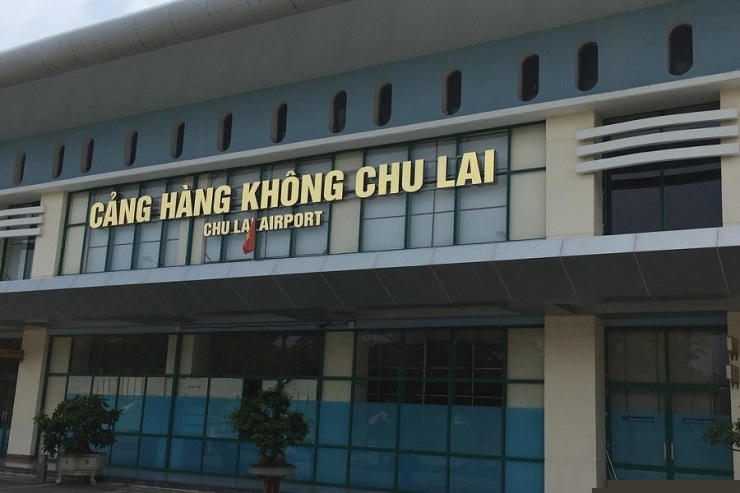 CẢNG HÀNG KHÔNG CHU LAI
CHU LAI AIRPORT